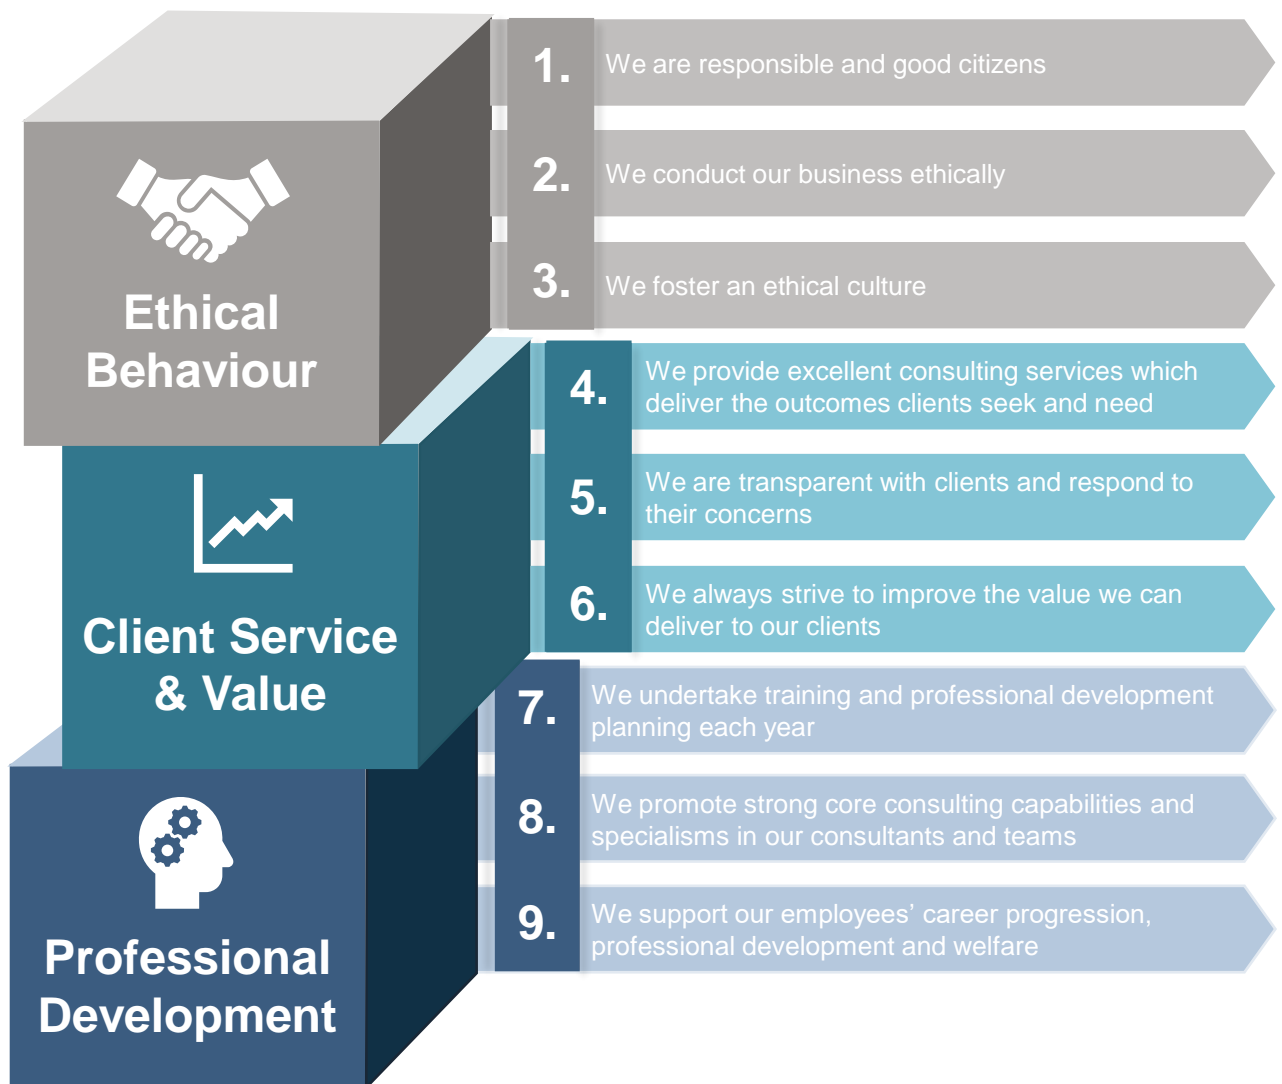 Ethical
Behaviour
1.
We are responsible and good citizens
2.
We conduct our business ethically
3.
We foster an ethical culture
Client Service
& Value
4.
We provide excellent consulting services which
deliver the outcomes clients seek and need
5.
We are transparent with clients and respond to
their concerns
6.
We always strive to improve the value we can
deliver to our clients
Professional
Development
7.
We undertake training and professional development
planning each year
8.
We promote strong core consulting capabilities and
specialisms in our consultants and teams
9.
We support our employees’ career progression,
professional development and welfare